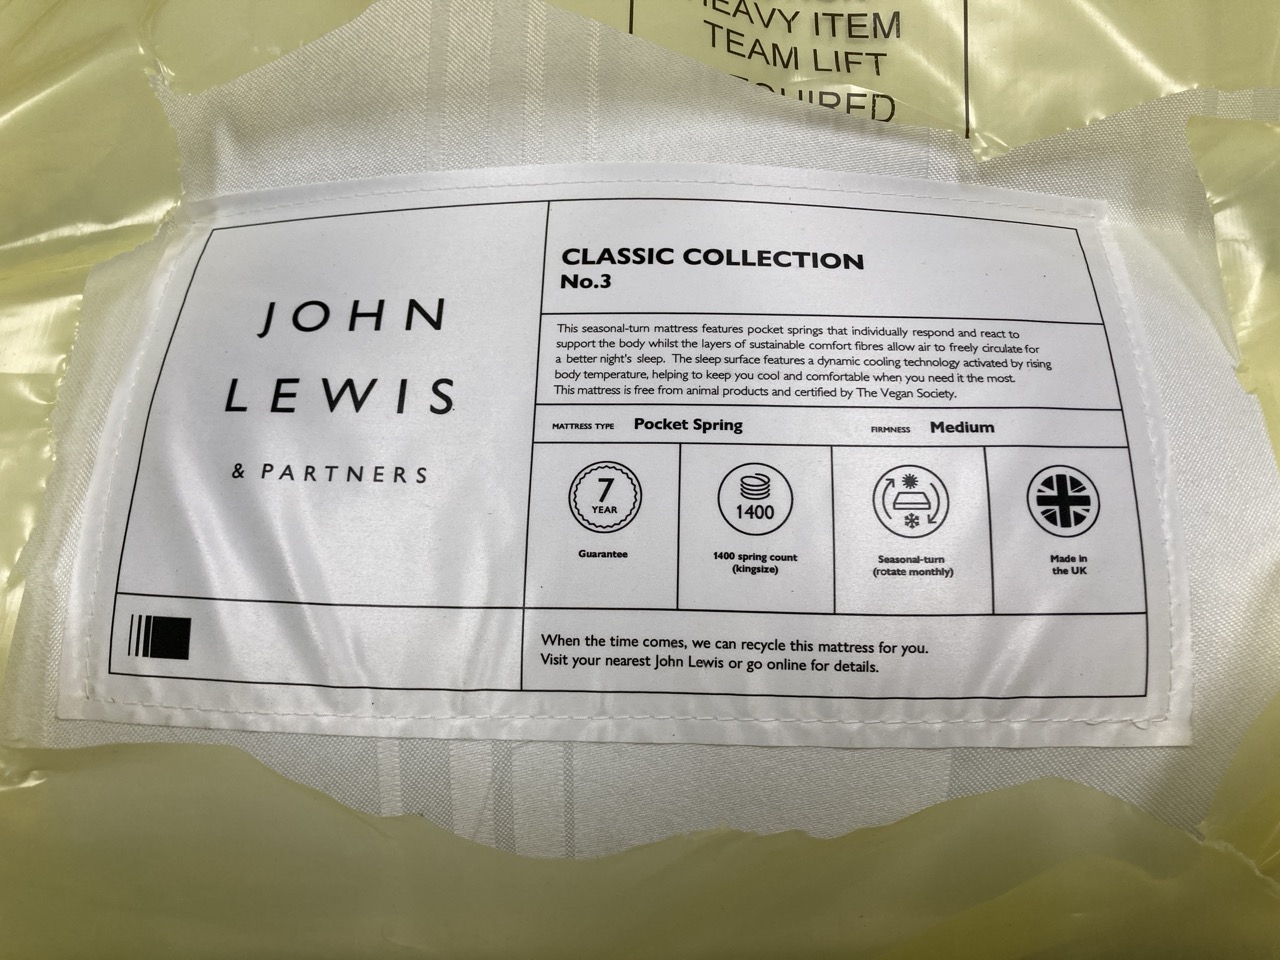 HEAVY ITEM
TEAM LIFT
JOHN
LEWIS
& PARTNERS
CLASSIC COLLECTION
No.3
This seasonal-turn mattress features pocket springs that individually respond and react to
support the body whilst the layers of sustainable comfort fibres allow air to freely circulate for
a better night's sleep. The sleep surface features a dynamic cooling technology activated by rising
body temperature, helping to keep you cool and comfortable when you need it the most.
This mattress is free from animal products and certified by The Vegan Society.
MATTRESS TYPE Pocket Spring FIRMNESS Medium
7
YEAR
Guarantee
1400
1400 spring count
(kingsize)
Seasonal-turn
(rotate monthly)
Made in
the UK
When the time comes, we can recycle this mattress for you.
Visit your nearest John Lewis or go online for details.